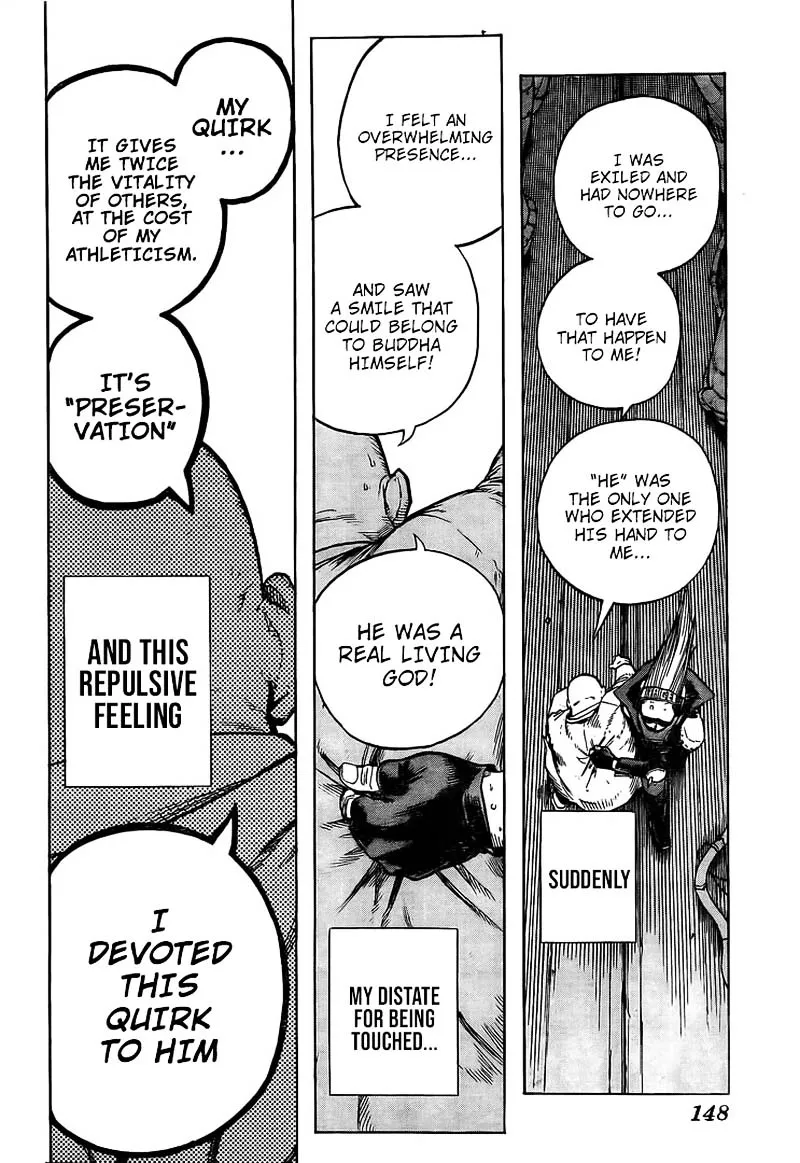 I WAS
EXILED AND
HAD NOWHERE
TO GO...
TO HAVE
THAT HAPPEN
TO ME!
"HE" WAS
THE ONLY ONE
WHO EXTENDED
HIS HAND TO
ME...
SUDDENLY
I FELT AN
OVERWHELMING
PRESENCE...
AND SAW
A SMILE THAT
COULD BELONG
TO BUDDHA
HIMSELF!
HE WAS A
REAL LIVING
GOD!
MY DISTATE
FOR BEING
TOUCHED...
MY
QUIRK
...
IT GIVES
ME TWICE
THE VITALITY
OF OTHERS,
AT THE COST
OF MY
ATHLETICISM.
IT'S
"PRESER-
VATION"
AND THIS
REPULSIVE
FEELING
I
DEVOTED
THIS
QUIRK
TO HIM
148